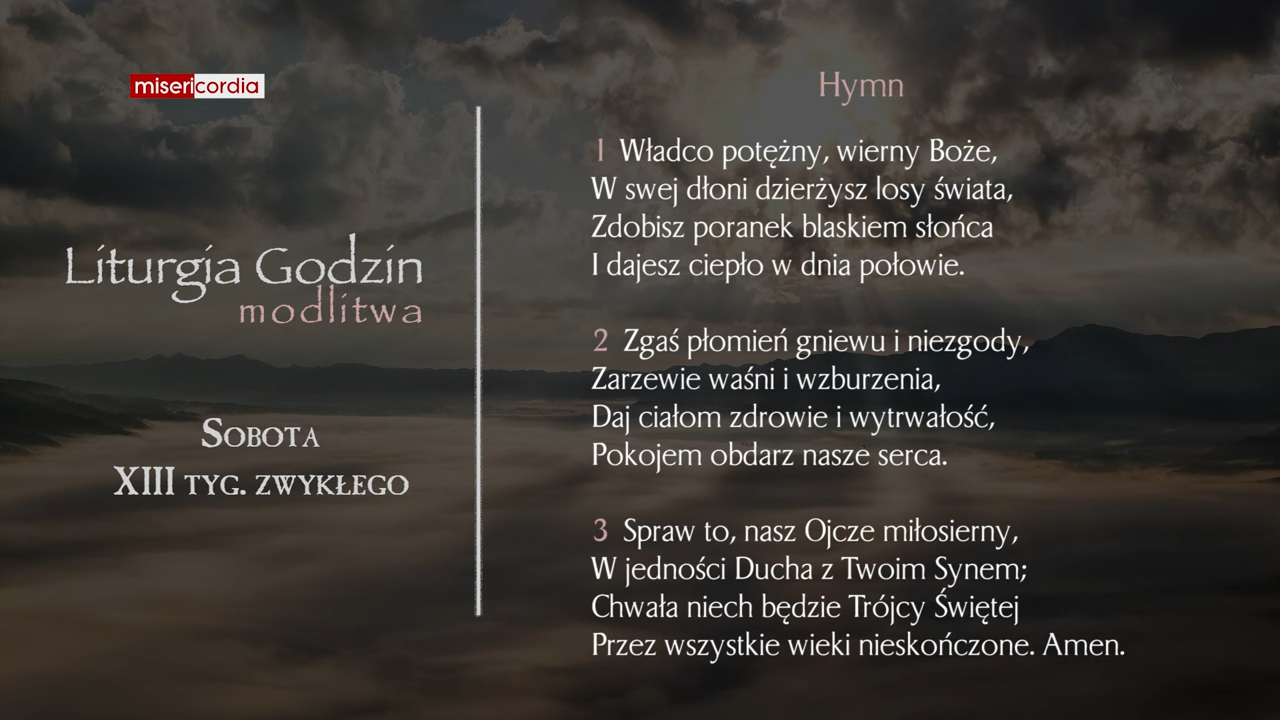 misericordia
Liturgia Godzin
modlitwa
Sobota
XIII tyg. zwykłego
Hymn
1 Władco potężny, wierny Boże,
W swej dłoni dzierżysz losy świata,
Zdobisz poranek blaskiem słońca
I dajesz ciepło w dnia połowie.
2 Zgaś płomień gniewu i niezgody,
Zarzewie waśni i wzburzenia,
Daj ciałom zdrowie i wytrwałość,
Pokojem obdarz nasze serca.
3 Spraw to, nasz Ojcze miłosierny,
W jedności Ducha z Twoim Synem;
Chwała niech będzie Trójcy Świętej
Przez wszystkie wieki nieskończone. Amen.